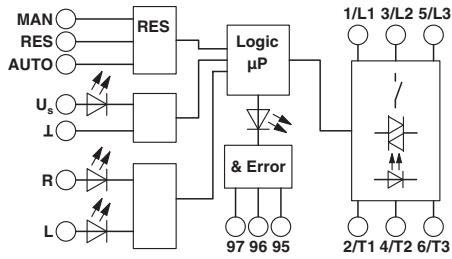 MAN
RES
AUTO
RES
Us
⊥
R
L
Logic
µP
& Error
97 96 95
1/L1 3/L2 5/L3
2/T1 4/T2 6/T3